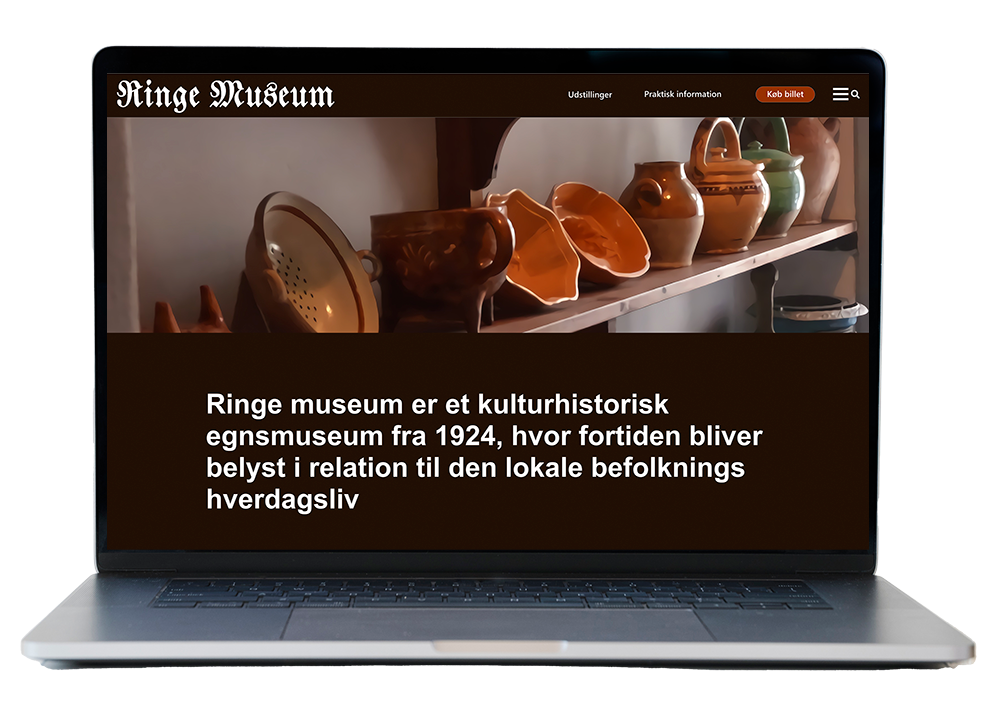 Ringe Museum
Udstillinger Praktisk information Køb billet
Ringe museum er et kulturhistorisk
egnsmuseum fra 1924, hvor fortiden bliver
belyst i relation til den lokale befolknings
hverdagsliv